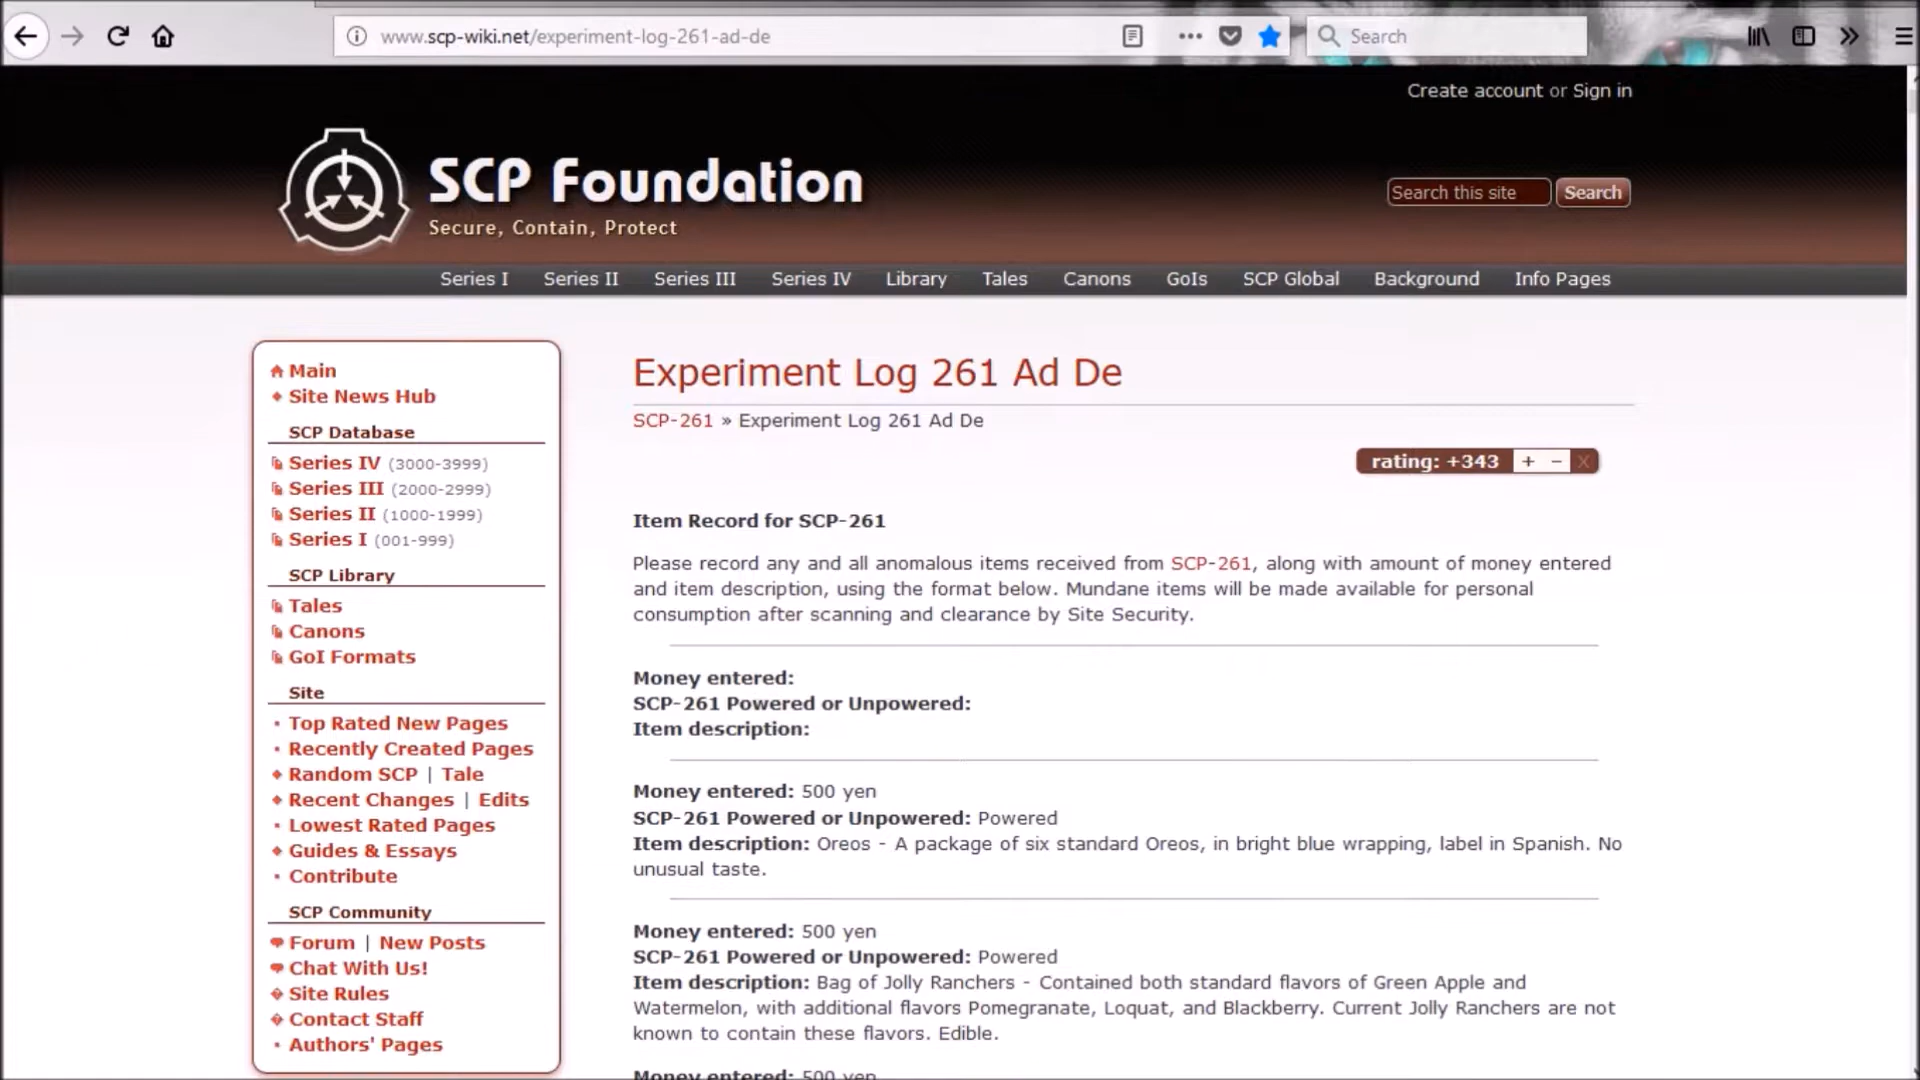 www.scp-wiki.net/experiment-log-261-ad-de
Search
Create account or Sign in
SCP Foundation
Secure, Contain, Protect
Search this site
Search
Series I Series II Series III Series IV Library Tales Canons GoIs SCP Global Background Info Pages
Main
Site News Hub
SCP Database
Series IV (3000-3999)
Series III (2000-2999)
Series II (1000-1999)
Series I (001-999)
SCP Library
Tales
Canons
GoI Formats
Site
Top Rated New Pages
Recently Created Pages
Random SCP | Tale
Recent Changes | Edits
Lowest Rated Pages
Guides & Essays
Contribute
SCP Community
Forum | New Posts
Chat With Us!
Site Rules
Contact Staff
Authors' Pages
Experiment Log 261 Ad De
SCP-261 » Experiment Log 261 Ad De
rating: +343 + − X
Item Record for SCP-261
Please record any and all anomalous items received from SCP-261, along with amount of money entered
and item description, using the format below. Mundane items will be made available for personal
consumption after scanning and clearance by Site Security.
Money entered:
SCP-261 Powered or Unpowered:
Item description:
Money entered: 500 yen
SCP-261 Powered or Unpowered: Powered
Item description: Oreos - A package of six standard Oreos, in bright blue wrapping, label in Spanish. No
unusual taste.
Money entered: 500 yen
SCP-261 Powered or Unpowered: Powered
Item description: Bag of Jolly Ranchers - Contained both standard flavors of Green Apple and
Watermelon, with additional flavors Pomegranate, Loquat, and Blackberry. Current Jolly Ranchers are not
known to contain these flavors. Edible.
Money entered: 500 yen